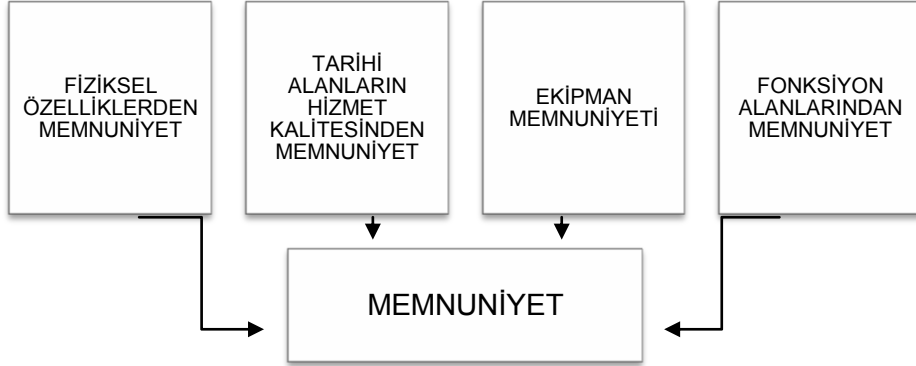 FİZİKSEL
ÖZELLİKLERDEN
MEMNUNİYET
TARİHİ
ALANLARIN
HİZMET
KALİTESİNDEN
MEMNUNİYET
EKİPMAN
MEMNUNİYETİ
FONKSİYON
ALANLARINDAN
MEMNUNİYET
MEMNUNİYET